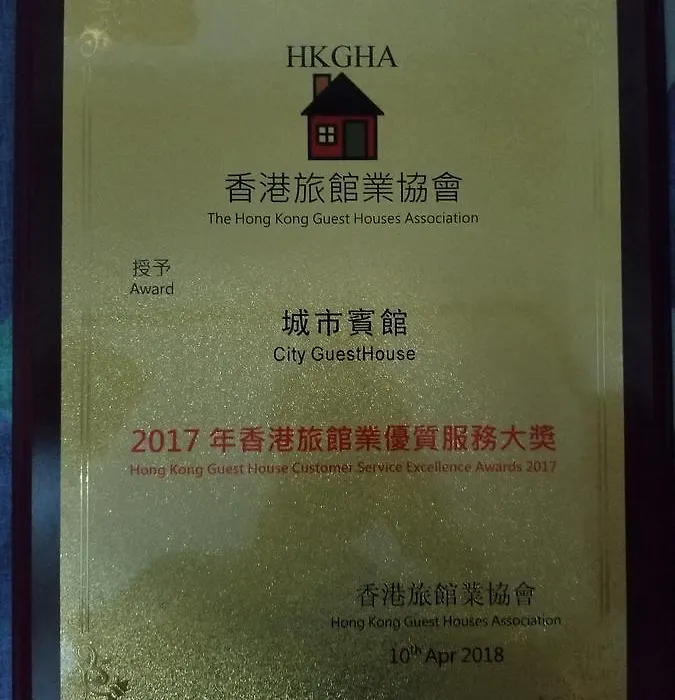 HKGHA
香港旅館業協會
The Hong Kong Guest Houses Association
授予
Award
城市賓館
City GuestHouse
2017 年香港旅館業優質服務大獎
Hong Kong Guest House Customer Service Excellence Awards 2017
香港旅館業協會
Hong Kong Guest Houses Association
10th Apr 2018